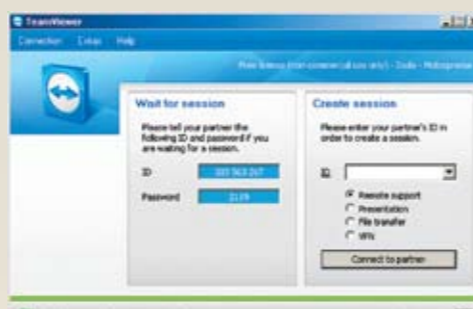 TeamViewer
Connection Extras Help
Wait for session
Please tell your partner the
following ID and password if you
are waiting for a session.
ID
Password
Create session
Please enter your partner's ID in
order to create a session.
ID
Remote support
Presentation
File transfer
VPN
Connect to partner